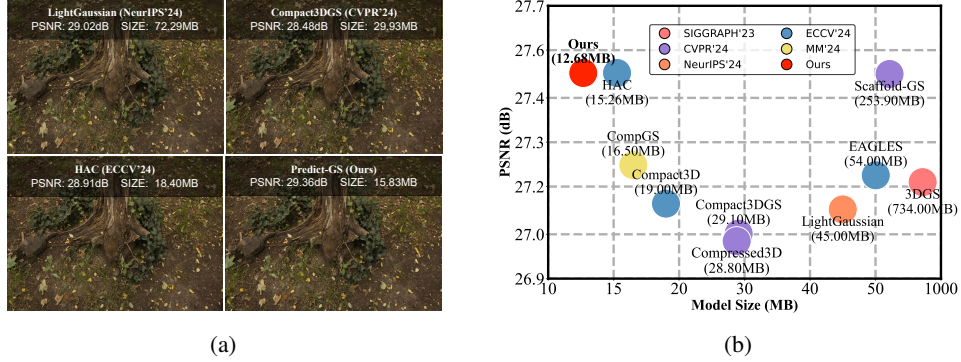 LightGaussian (NeurIPS'24)
PSNR: 29.02dB SIZE: 72,29MB
Compact3DGS (CVPR'24)
PSNR: 28.48dB SIZE: 29,93MB
HAC (ECCV'24)
PSNR: 28.91dB SIZE: 18,40MB
Predict-GS (Ours)
PSNR: 29.36dB SIZE: 15,83MB
(a)
27.7
27.6
27.4
27.3
27.2
27.0
26.9
PSNR (dB)
SIGGRAPH'23
CVPR'24
NeurIPS'24
ECCV'24
MM'24
Ours
Ours
(12.68MB)
HAC
(15.26MB)
Scaffold-GS
(253.90MB)
CompGS
(16.50MB)
Compact3D
(19.00MB)
EAGLES
(54.00MB)
3DGS
(734.00MB)
Compact3DGS
(29.10MB)
LightGaussian
(45.00MB)
Compressed3D
(28.80MB)
10 15 20 30 40 50 1000
Model Size (MB)
(b)